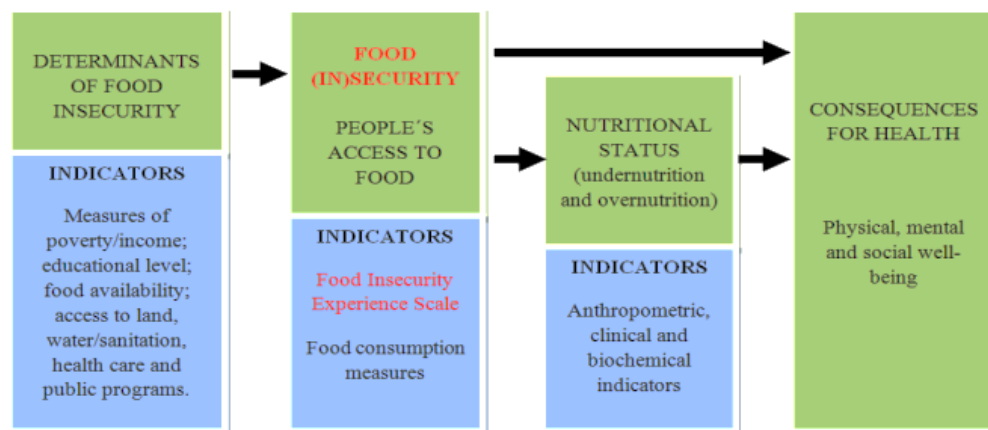 DETERMINANTS
OF FOOD
INSECURITY
INDICATORS
Measures of
poverty/income;
educational level;
food availability;
access to land,
water/sanitation,
health care and
public programs.
FOOD
(IN)SECURITY
PEOPLE´S
ACCESS TO
FOOD
INDICATORS
Food Insecurity
Experience Scale
Food consumption
measures
NUTRITIONAL
STATUS
(undernutrition
and overnutrition)
INDICATORS
Anthropometric,
clinical and
biochemical
indicators
CONSEQUENCES
FOR HEALTH
Physical, mental
and social well-
being